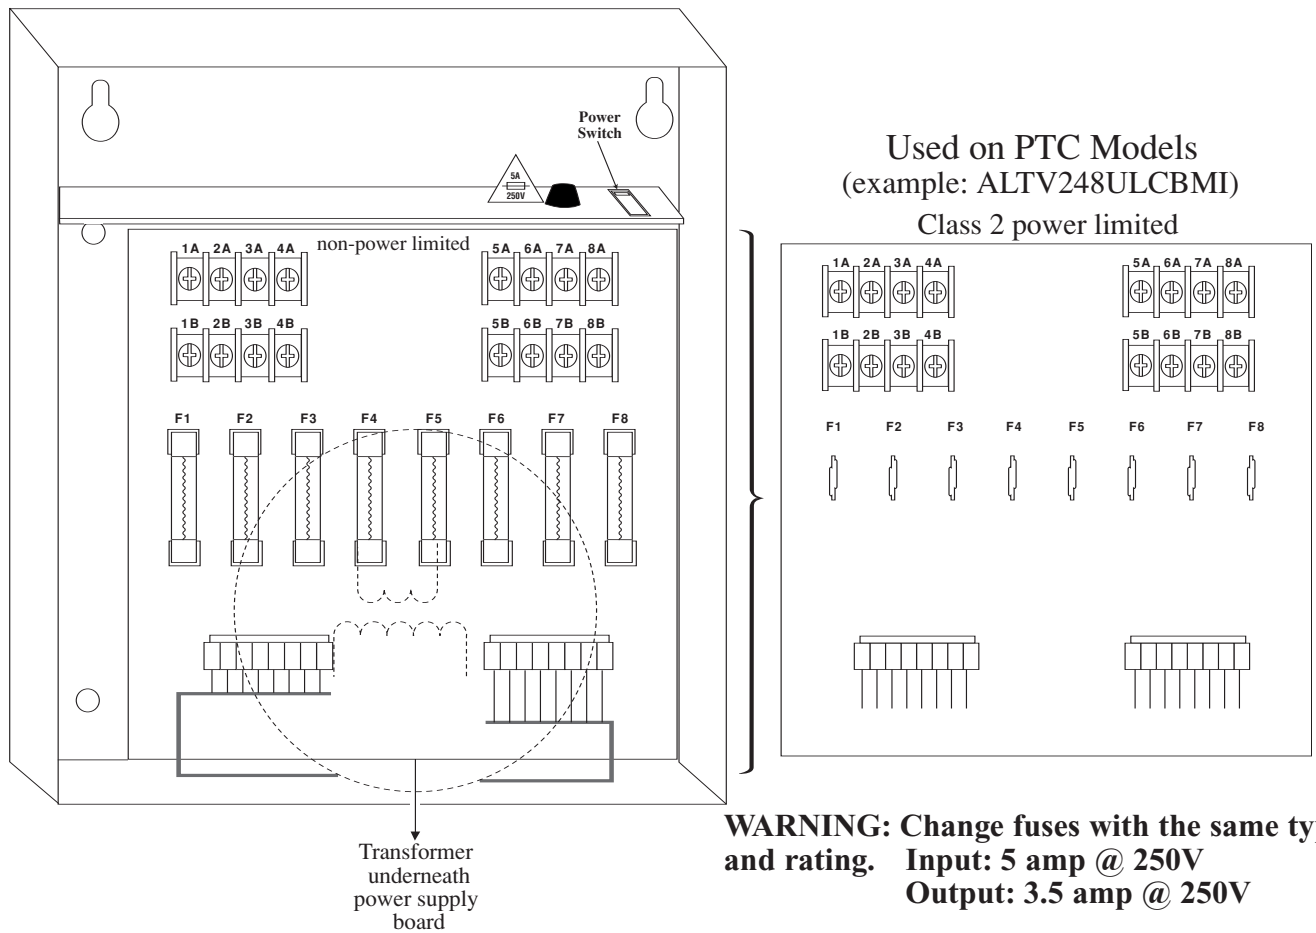 Power
Switch
5A
250V
non-power limited
1A 2A 3A 4A
5A 6A 7A 8A
1B 2B 3B 4B
5B 6B 7B 8B
F1 F2 F3 F4 F5 F6 F7 F8
Transformer
underneath
power supply
board
Used on PTC Models
(example: ALTV248ULCBMI)
Class 2 power limited
1A 2A 3A 4A
5A 6A 7A 8A
1B 2B 3B 4B
5B 6B 7B 8B
F1 F2 F3 F4 F5 F6 F7 F8
WARNING: Change fuses with the same ty
and rating. Input: 5 amp @ 250V
Output: 3.5 amp @ 250V